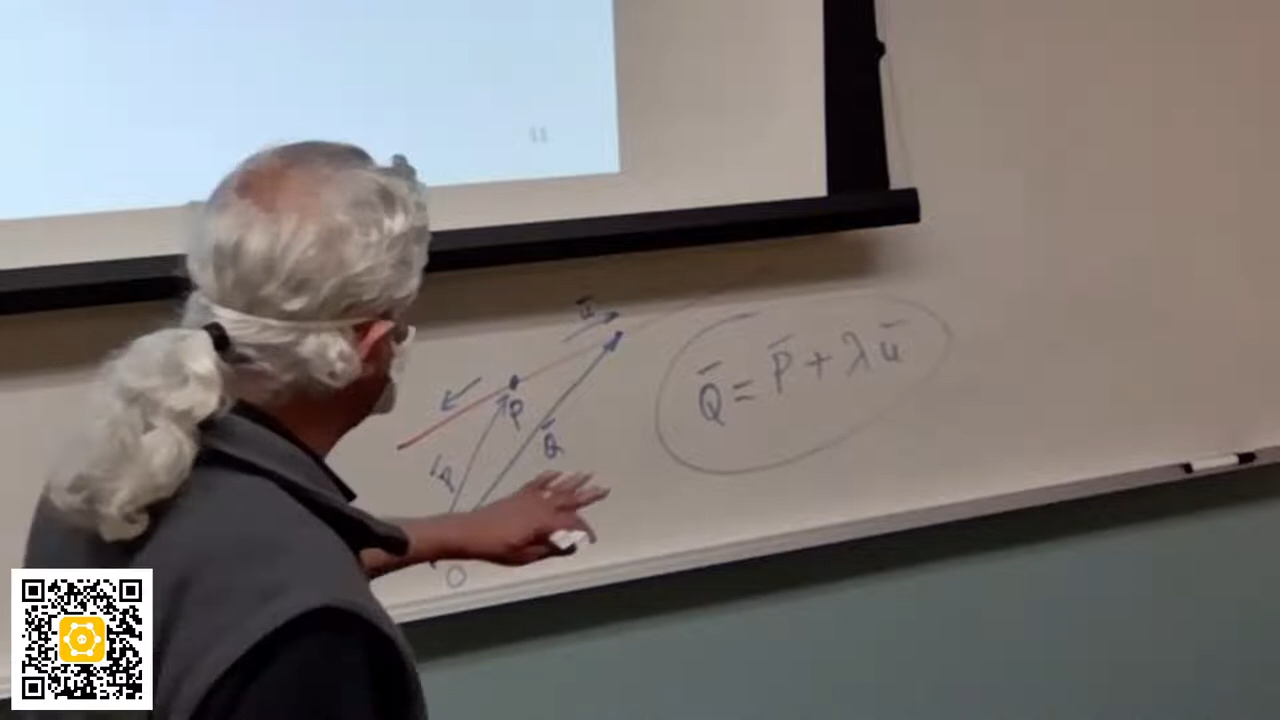 ū
P̄
Q̄
P̄
O
Q̄ = P̄ + λū